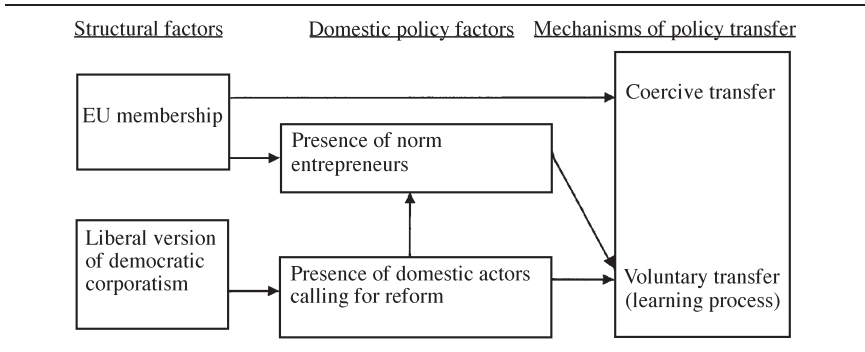 Structural factors
Domestic policy factors
Mechanisms of policy transfer
EU membership
Coercive transfer
Presence of norm
entrepreneurs
Liberal version
of democratic
corporatism
Presence of domestic actors
calling for reform
Voluntary transfer
(learning process)